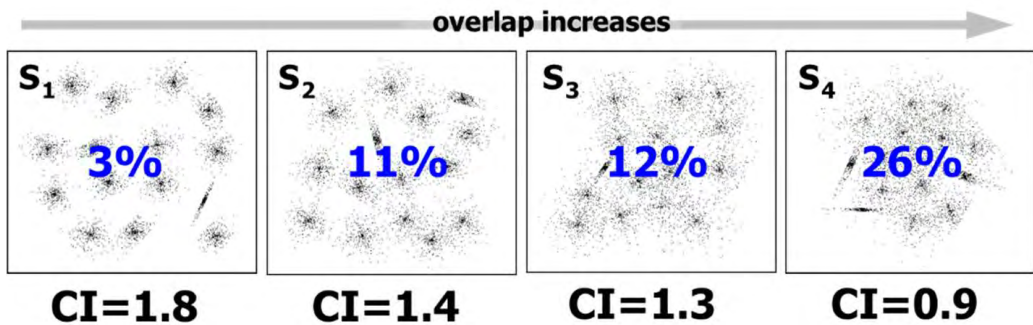 overlap increases
S1 S2 S3 S4
3% 11% 12% 26%
CI=1.8 CI=1.4 CI=1.3 CI=0.9